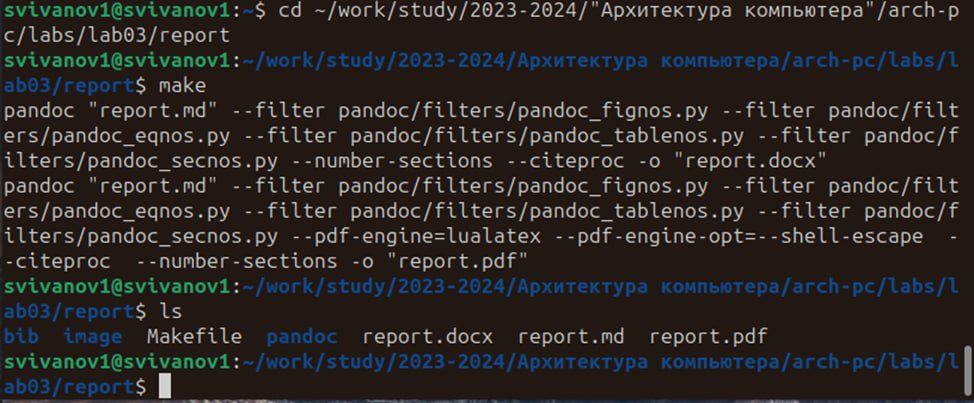 svivanov1@svivanov1:~$ cd ~/work/study/2023-2024/"Архитектура компьютера"/arch-p
c/labs/lab03/report
svivanov1@svivanov1:~/work/study/2023-2024/Архитектура компьютера/arch-pc/labs/l
ab03/report$ make
pandoc "report.md" --filter pandoc/filters/pandoc_fignos.py --filter pandoc/filt
ers/pandoc_eqnos.py --filter pandoc/filters/pandoc_tablenos.py --filter pandoc/f
ilters/pandoc_secnos.py --number-sections --citeproc -o "report.docx"
pandoc "report.md" --filter pandoc/filters/pandoc_fignos.py --filter pandoc/filt
ers/pandoc_eqnos.py --filter pandoc/filters/pandoc_tablenos.py --filter pandoc/f
ilters/pandoc_secnos.py --pdf-engine=lualatex --pdf-engine-opt=--shell-escape  -
-citeproc  --number-sections -o "report.pdf"
svivanov1@svivanov1:~/work/study/2023-2024/Архитектура компьютера/arch-pc/labs/l
ab03/report$ ls
bib  image  Makefile  pandoc  report.docx  report.md  report.pdf
svivanov1@svivanov1:~/work/study/2023-2024/Архитектура компьютера/arch-pc/labs/l
ab03/report$